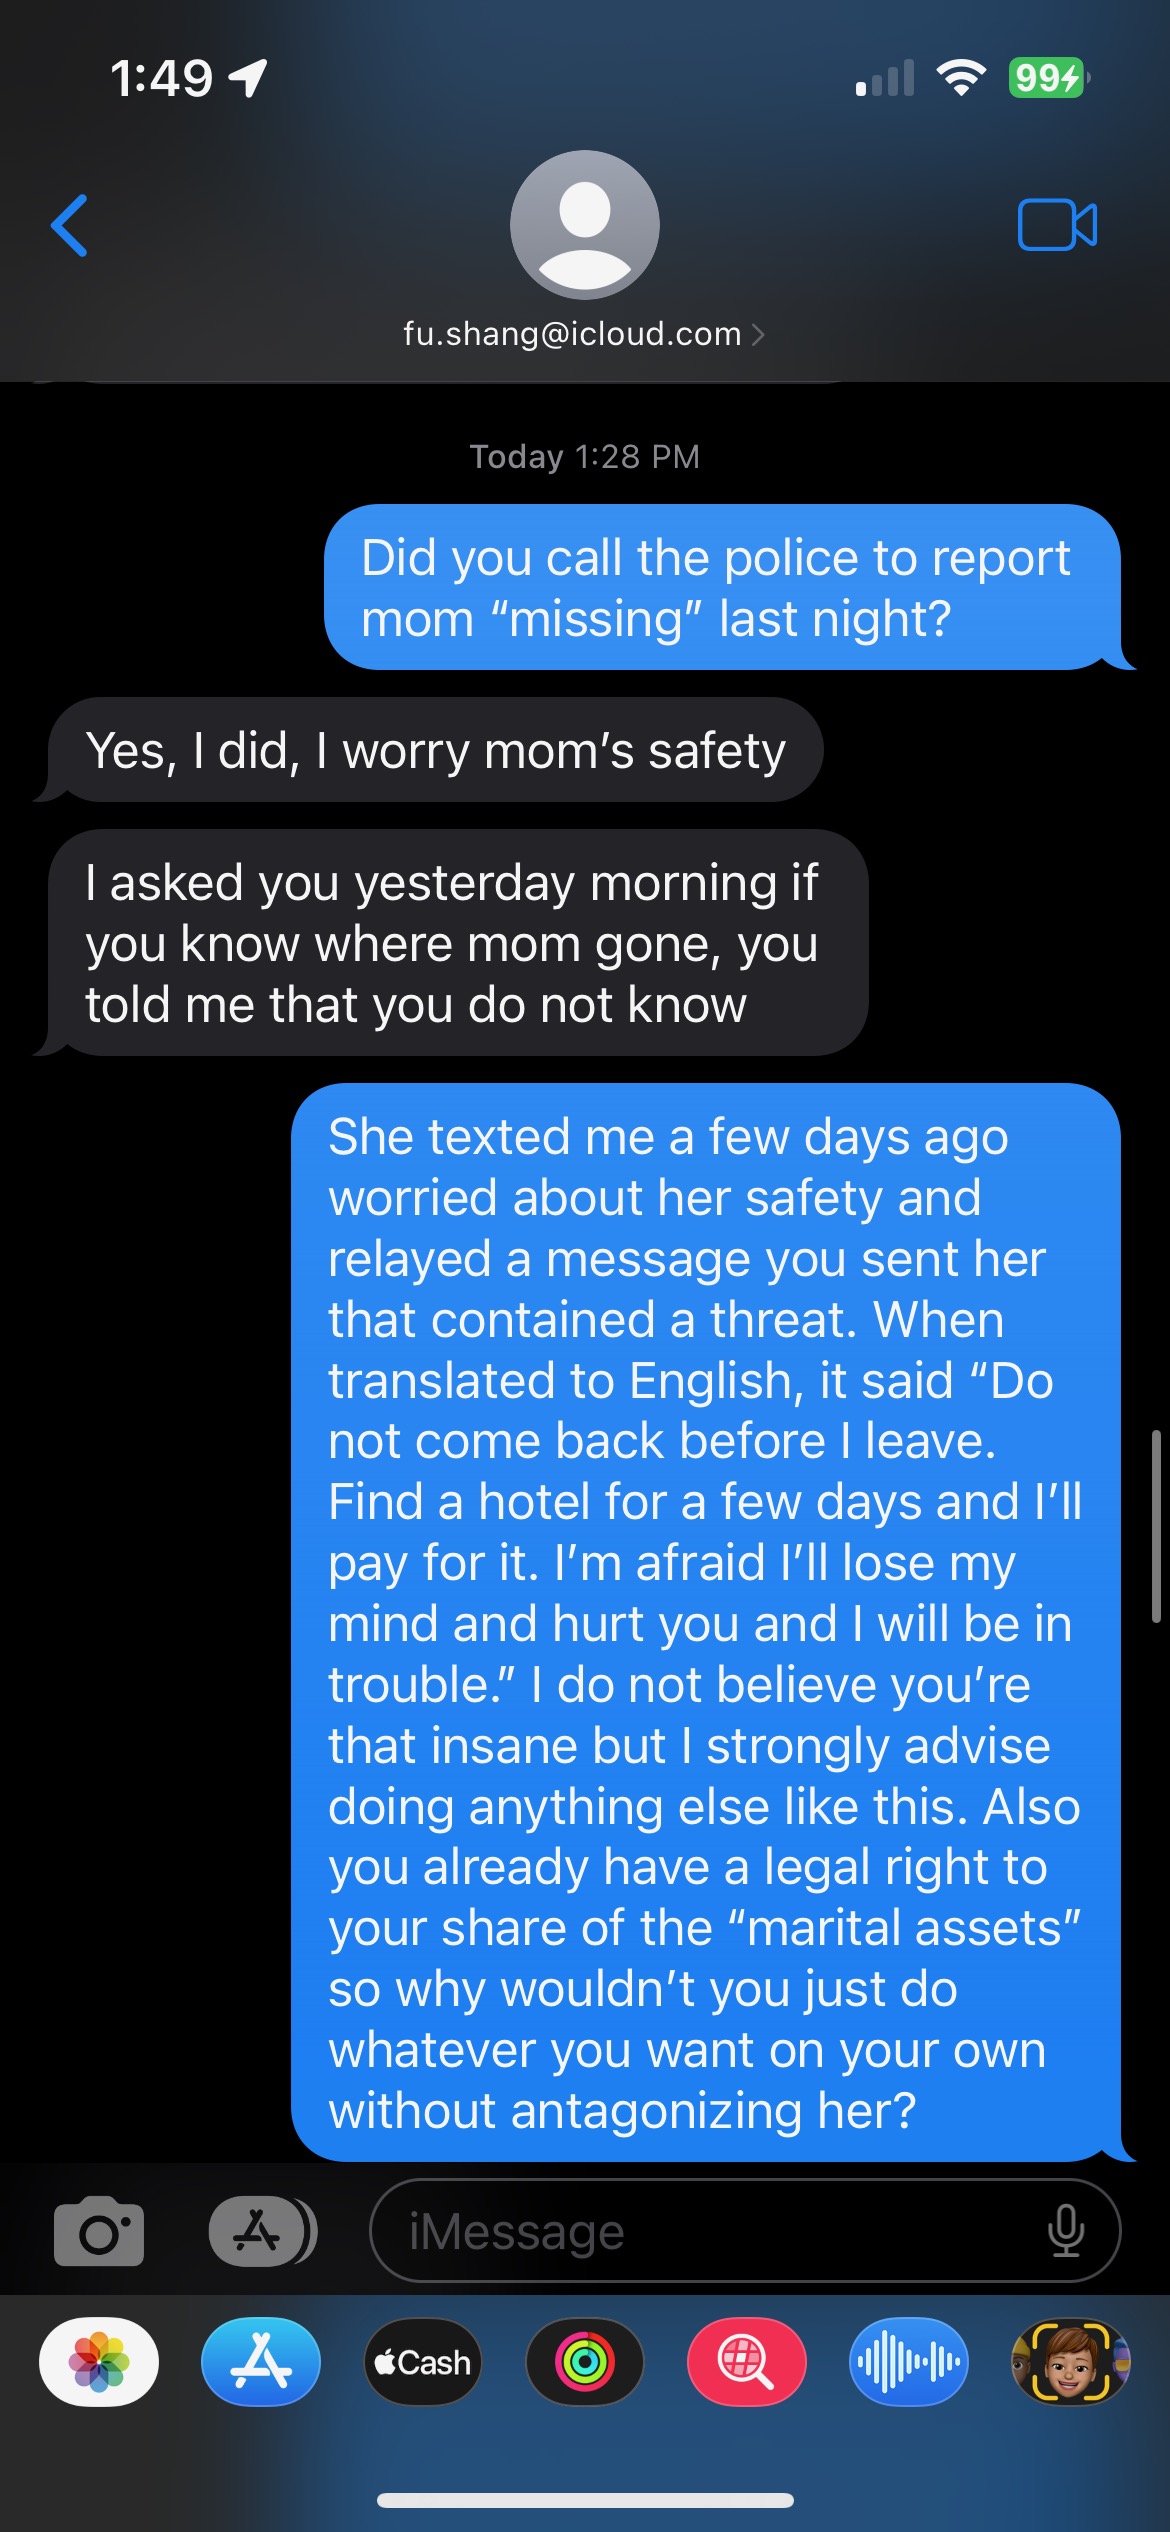 1:49
99
fu.shang@icloud.com
Today 1:28 PM
Did you call the police to report
mom “missing” last night?
Yes, I did, I worry mom’s safety
I asked you yesterday morning if
you know where mom gone, you
told me that you do not know
She texted me a few days ago
worried about her safety and
relayed a message you sent her
that contained a threat. When
translated to English, it said “Do
not come back before I leave.
Find a hotel for a few days and I’ll
pay for it. I’m afraid I’ll lose my
mind and hurt you and I will be in
trouble.” I do not believe you’re
that insane but I strongly advise
doing anything else like this. Also
you already have a legal right to
your share of the “marital assets”
so why wouldn’t you just do
whatever you want on your own
without antagonizing her?
iMessage
Cash